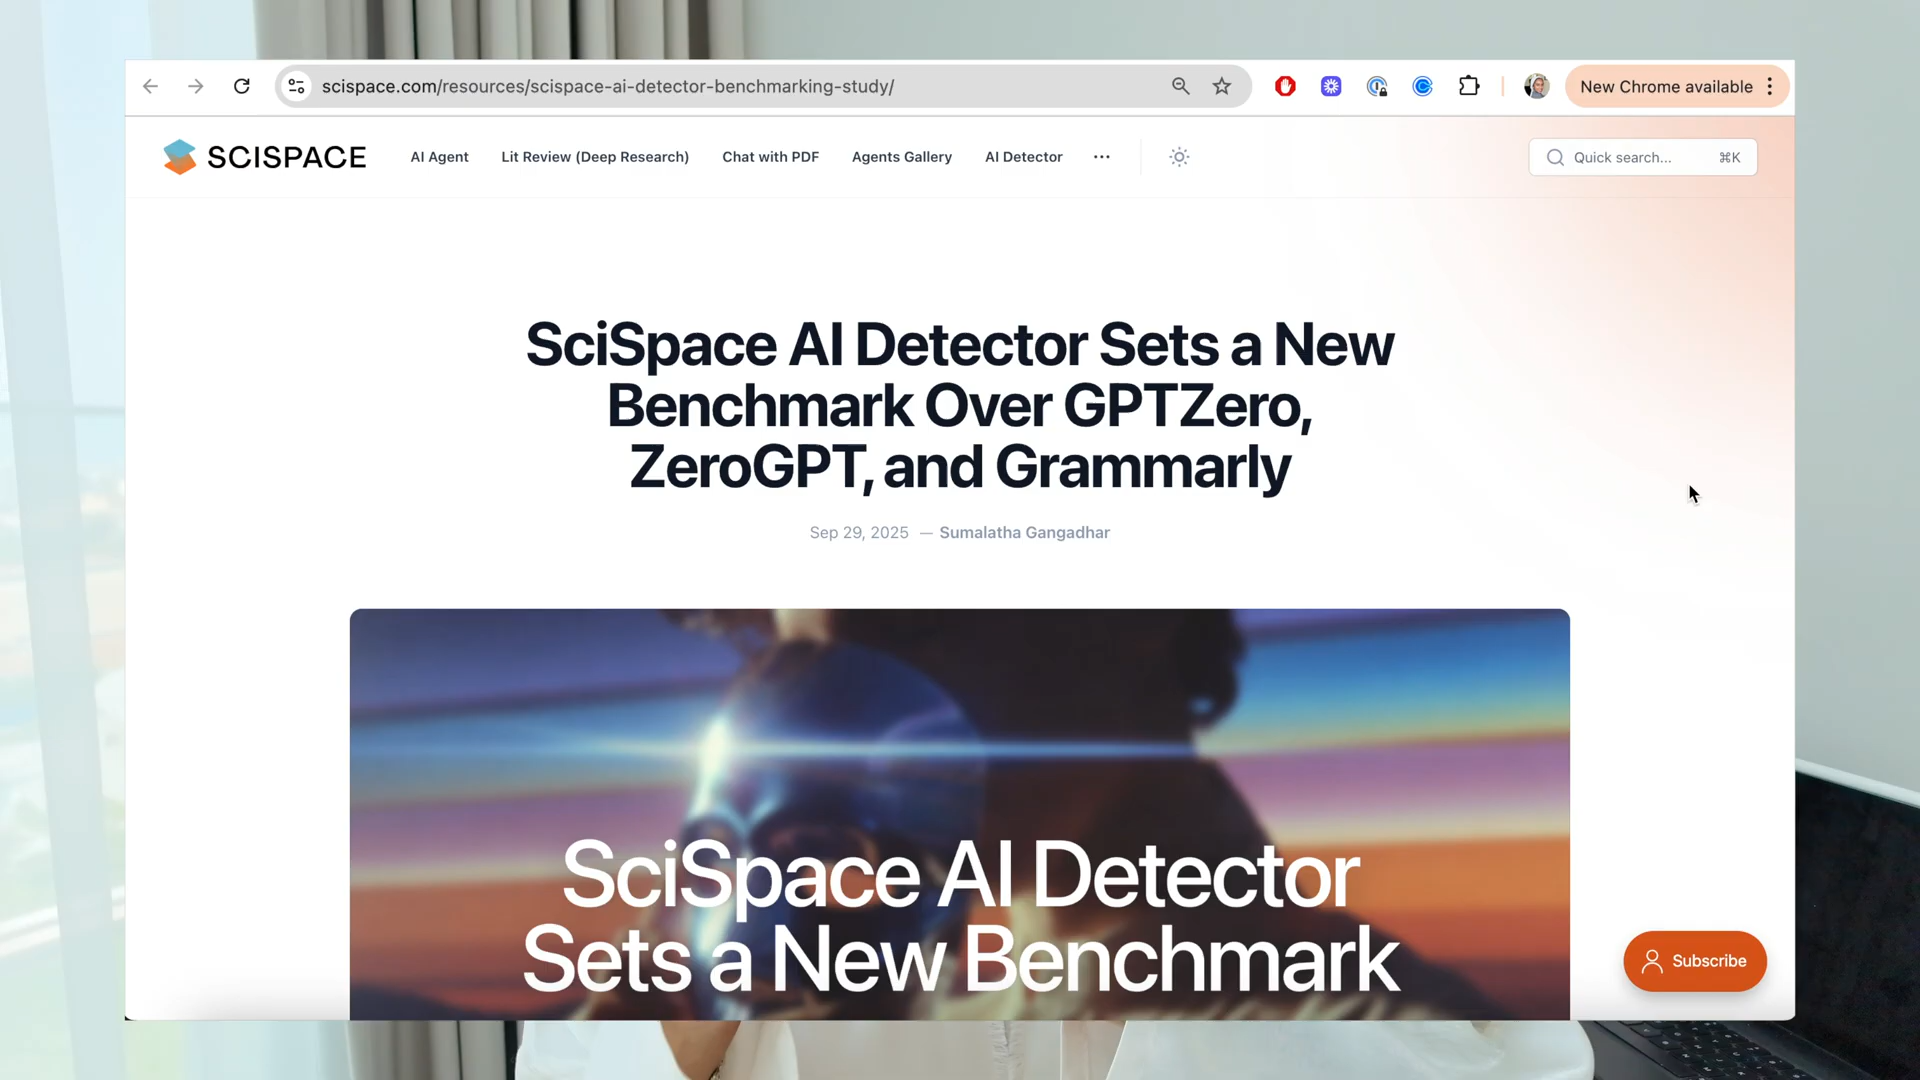 scispace.com/resources/scispace-ai-detector-benchmarking-study/
New Chrome available
SCISPACE
AI Agent
Lit Review (Deep Research)
Chat with PDF
Agents Gallery
AI Detector
Quick search...
⌘K
SciSpace AI Detector Sets a New
Benchmark Over GPTZero,
ZeroGPT, and Grammarly
Sep 29, 2025 — Sumalatha Gangadhar
SciSpace AI Detector
Sets a New Benchmark
Subscribe